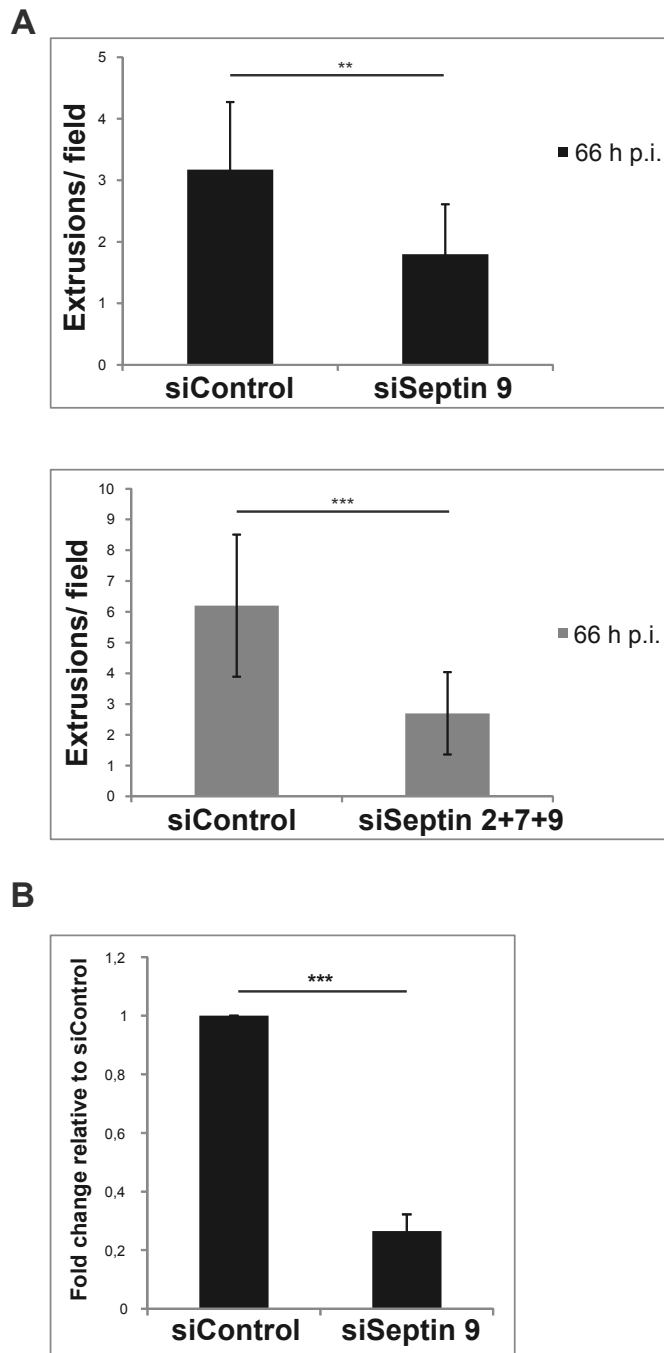 A
Extrusions/ field
5
4
3
2
1
0
**
66 h p.i.
siControl
siSeptin 9
Extrusions/ field
10
9
8
7
6
5
4
3
2
1
0
***
66 h p.i.
siControl
siSeptin 2+7+9
B
Fold change relative to siControl
1,2
1
0,8
0,6
0,4
0,2
0
***
siControl
siSeptin 9